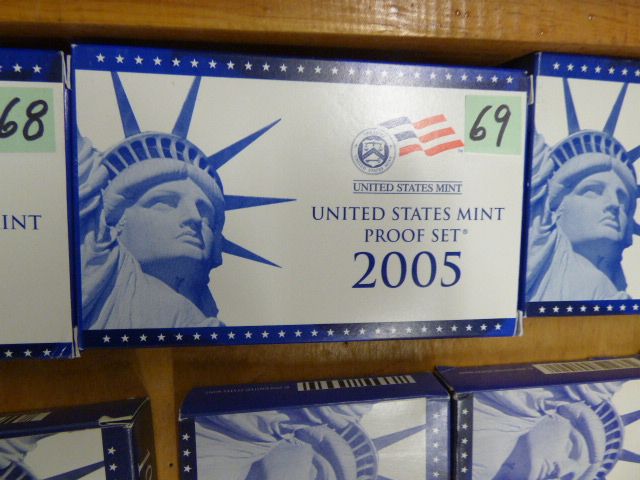 68
INT
69
UNITED STATES MINT
UNITED STATES MINT
PROOF SET®
2005